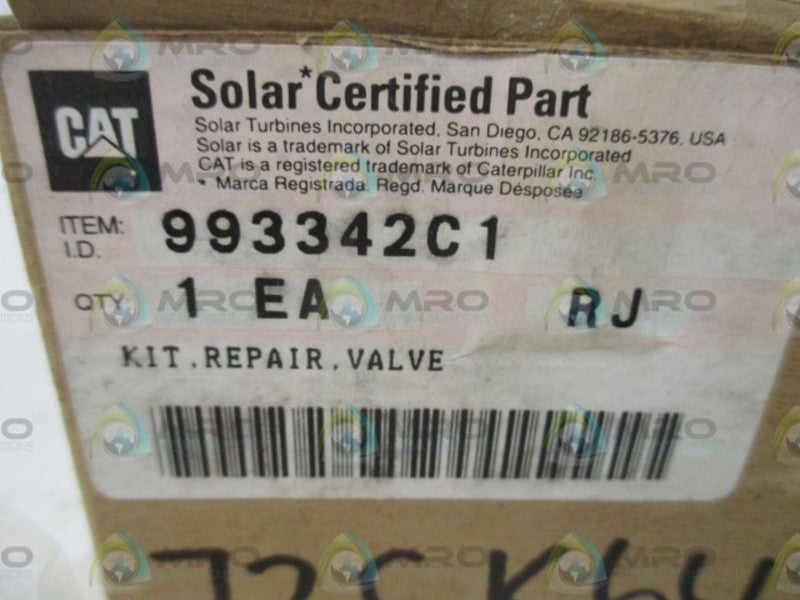 CAT
Solar* Certified Part
Solar Turbines Incorporated, San Diego, CA 92186-5376, USA
Solar is a trademark of Solar Turbines Incorporated
CAT is a registered trademark of Caterpillar Inc
* Marca Registrada. Regd. Marque Désposée
ITEM: 993342C1
I.D.
QTY: 1 EA RJ
KIT,REPAIR,VALVE
MRO